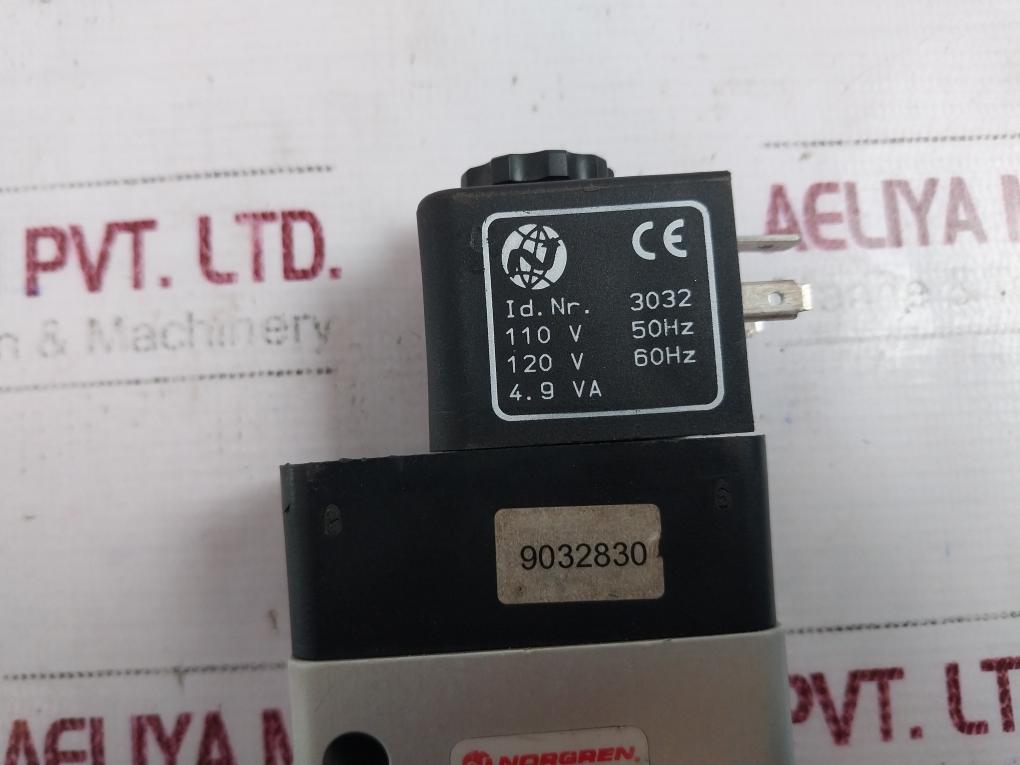 PVT. LTD.
& Machinery
AELIYA M
CE
Id.Nr. 3032
110 V 50Hz
120 V 60Hz
4.9 VA
9032830
AELIYA M
PVT. LT
NORGREN®